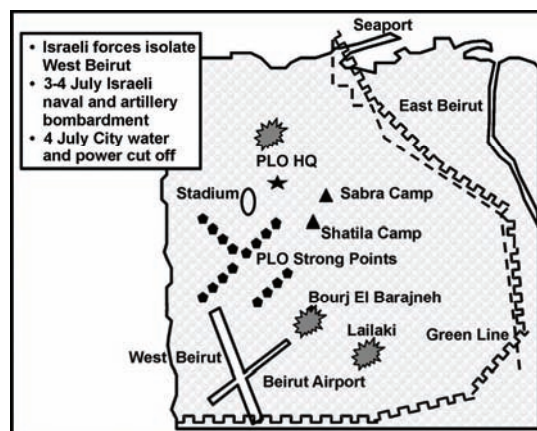 • Israeli forces isolate
West Beirut
• 3-4 July Israeli
naval and artillery
bombardment
• 4 July City water
and power cut off
Seaport
East Beirut
PLO HQ
Stadium
Sabra Camp
Shatila Camp
PLO Strong Points
Bourj El Barajneh
Lailaki
Green Line
West Beirut
Beirut Airport